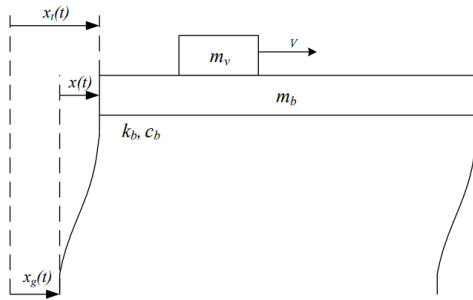 x_t(t)
V
m_v
x(t)
m_b
k_b, c_b
x_g(t)